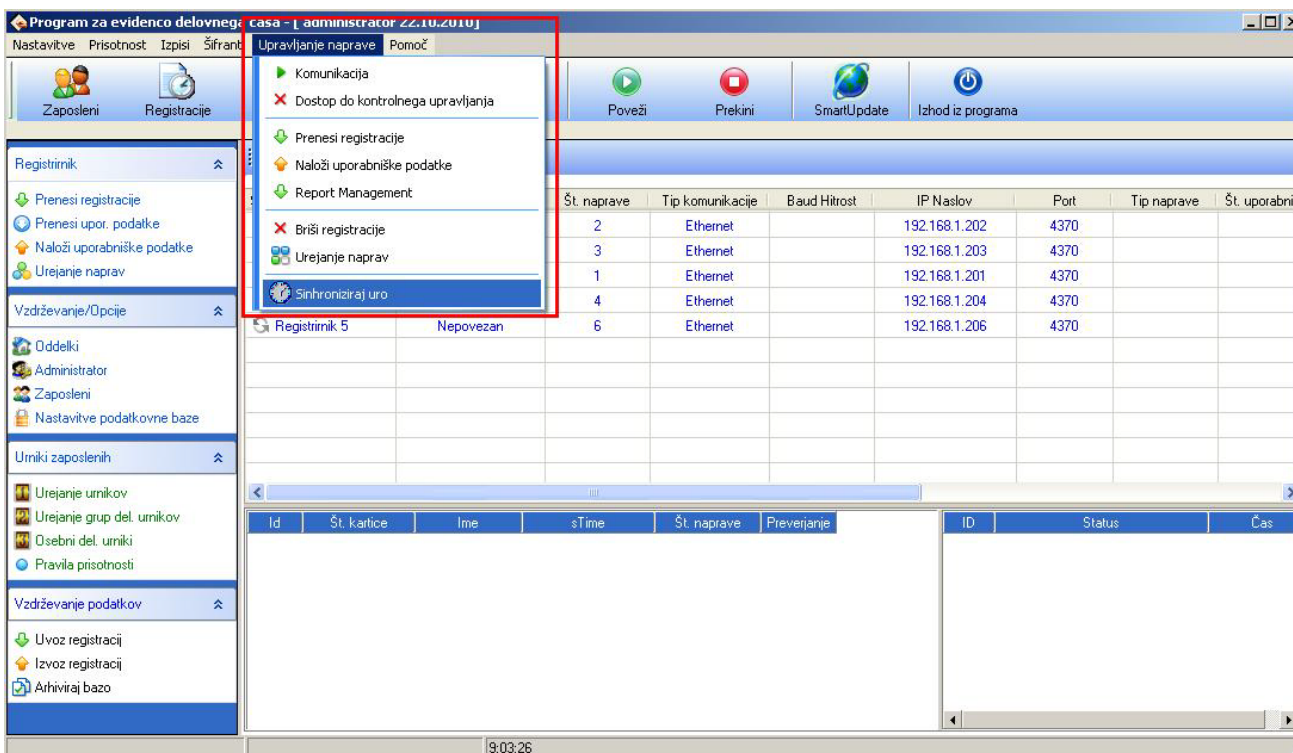 Program za evidenco delovnega časa - [ administrator 22.10.2010]
Nastavitve Prisotnost Izpisi Šifrant Upravljanje naprave Pomoč
Zaposleni Registracije Poveži Prekini SmartUpdate Izhod iz programa
Komunikacija
Dostop do kontrolnega upravljanja
Prenesi registracije
Naloži uporabniške podatke
Report Management
Briši registracije
Urejanje naprav
Sinhroniziraj uro
Registrirnik
Prenesi registracije
Prenesi upor. podatke
Naloži uporabniške podatke
Urejanje naprav
Vzdrževanje/Opcije
Oddelki
Administrator
Zaposleni
Nastavitve podatkovne baze
Urniki zaposlenih
Urejanje urnikov
Urejanje grup del. urnikov
Osebni del. urniki
Pravila prisotnosti
Vzdrževanje podatkov
Uvoz registracij
Izvoz registracij
Arhiviraj bazo
Št. naprave Tip komunikacije Baud Hitrost IP Naslov Port Tip naprave Št. uporabni
2 Ethernet 192.168.1.202 4370
3 Ethernet 192.168.1.203 4370
1 Ethernet 192.168.1.201 4370
4 Ethernet 192.168.1.204 4370
Registrirnik 5 Nepovezan 6 Ethernet 192.168.1.206 4370
Id Št. kartice Ime sTime Št. naprave Preverjanje
ID Status Čas
9:03:26